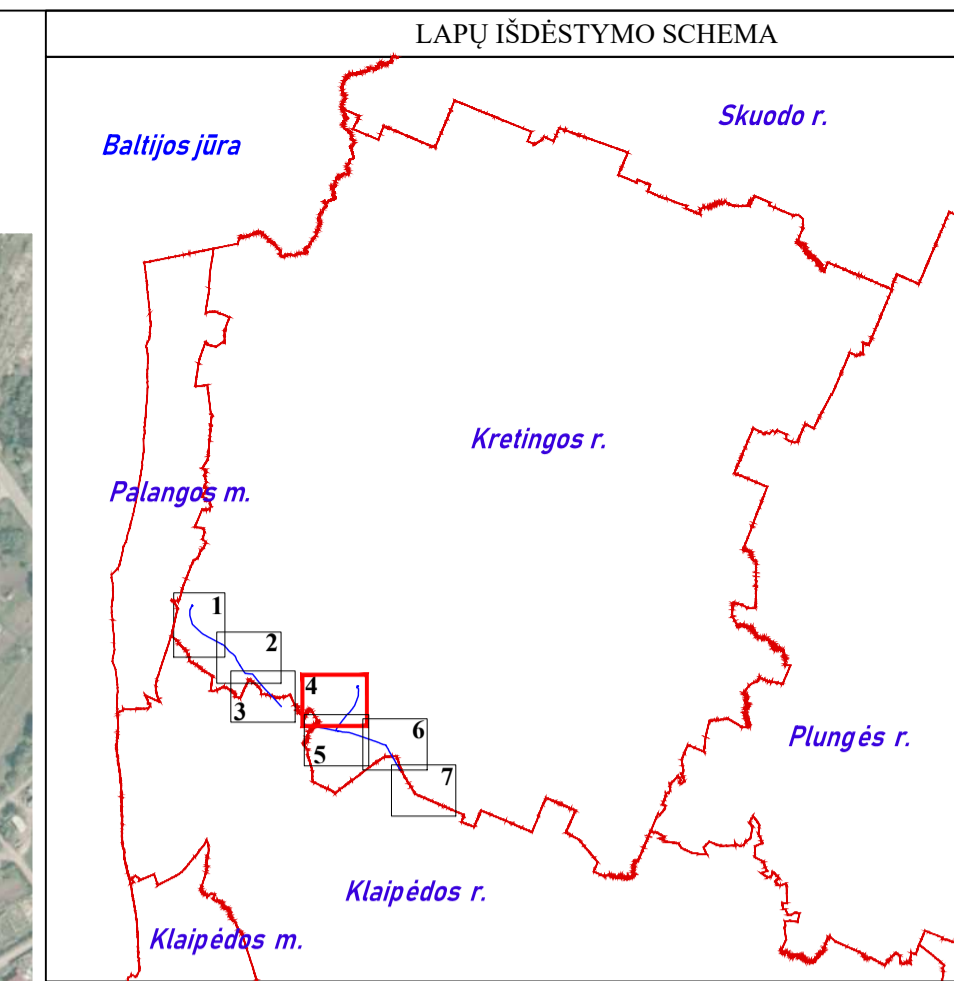 LAPŲ IŠDĖSTYMO SCHEMA
Skuodo r.
Baltijos jūra
Kretingos r.
Palangos m.
1
2
3
4
5
6
7
Plungės r.
Klaipėdos r.
Klaipėdos m.